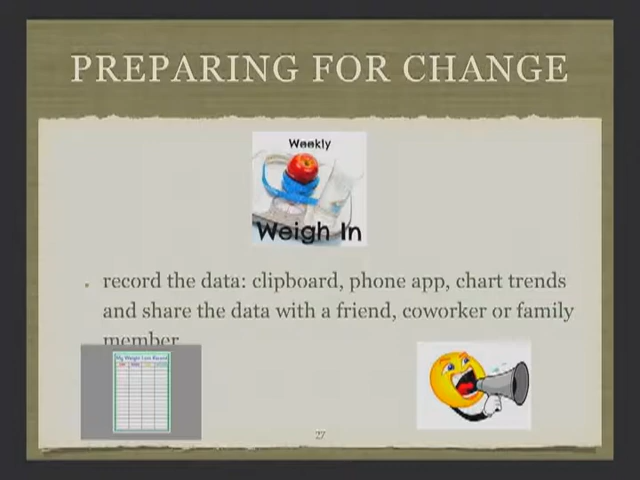 PREPARING FOR CHANGE
Weekly
Weigh In
record the data: clipboard, phone app, chart trends
and share the data with a friend, coworker or family
member
My Weight Loss Record
27